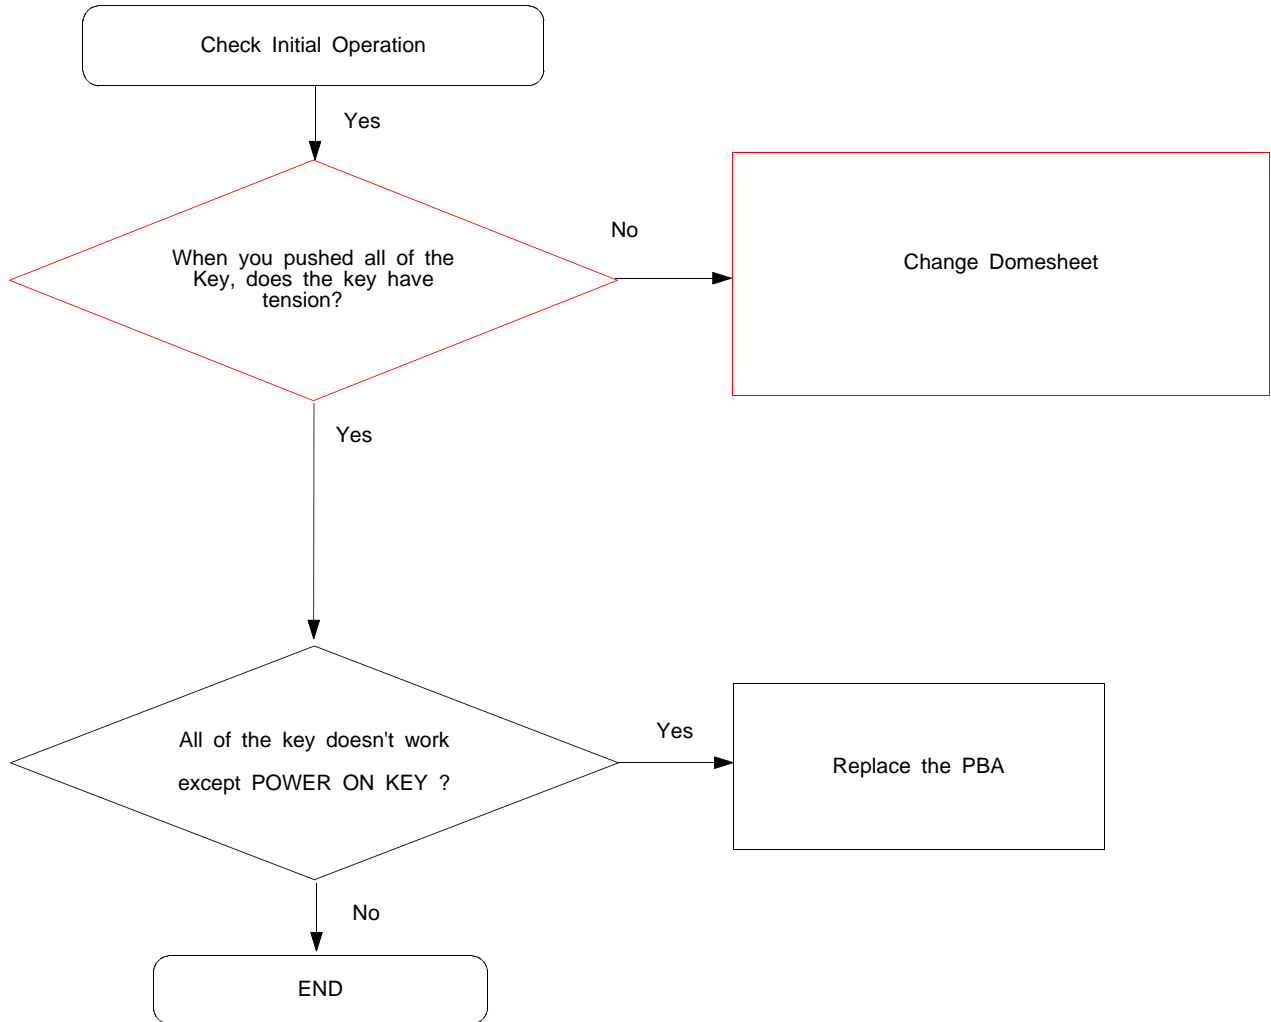 Check Initial Operation
Yes
No
When you pushed all of the
Key, does the key have
tension?
Change Domesheet
Yes
All of the key doesn't work
except POWER ON KEY ?
Yes
Replace the PBA
No
END